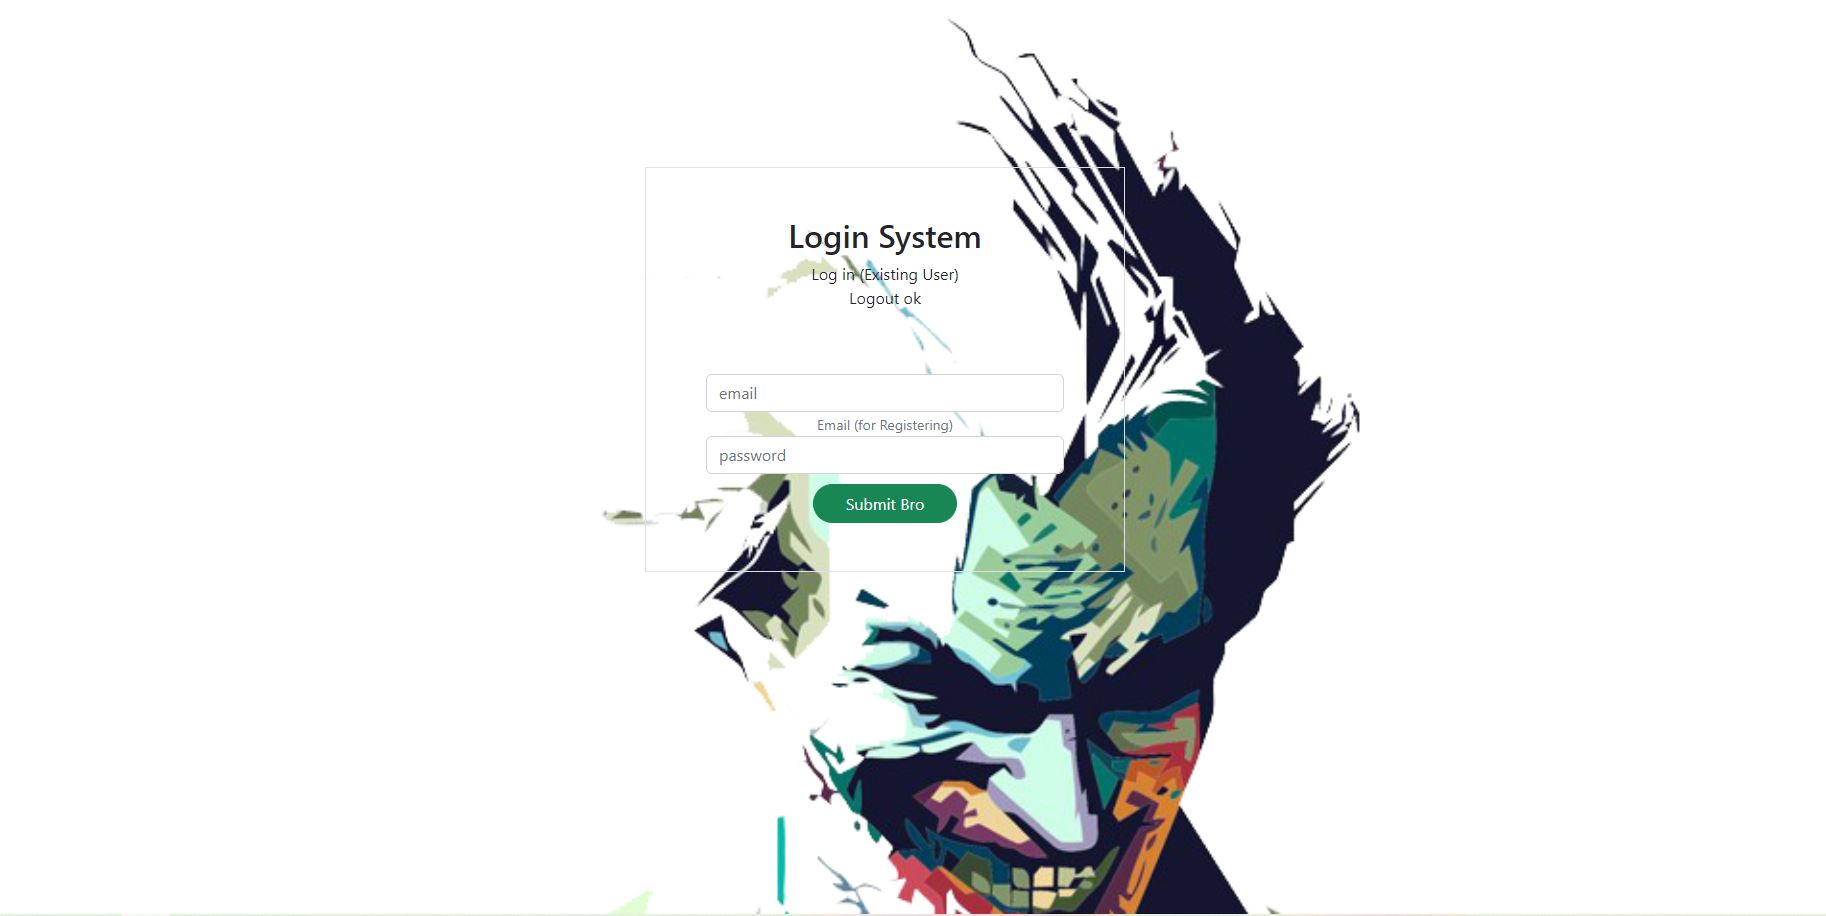 Login System
Log in (Existing User)
Logout ok
email
Email (for Registering)
password
Submit Bro